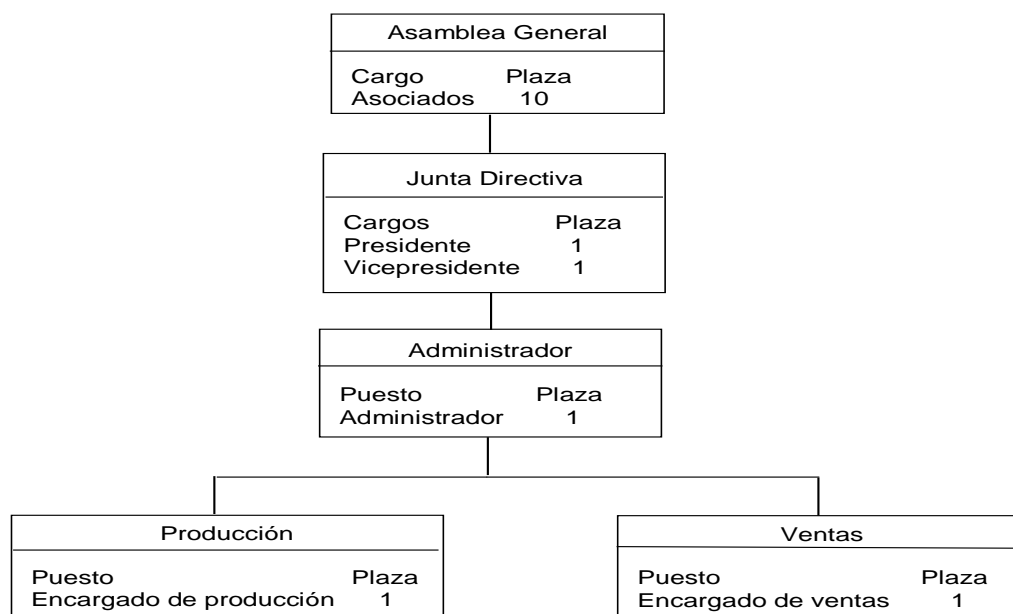 Asamblea General
Cargo Plaza
Asociados 10
Junta Directiva
Cargos Plaza
Presidente 1
Vicepresidente 1
Administrador
Puesto Plaza
Administrador 1
Producción
Puesto Plaza
Encargado de producción 1
Ventas
Puesto Plaza
Encargado de ventas 1